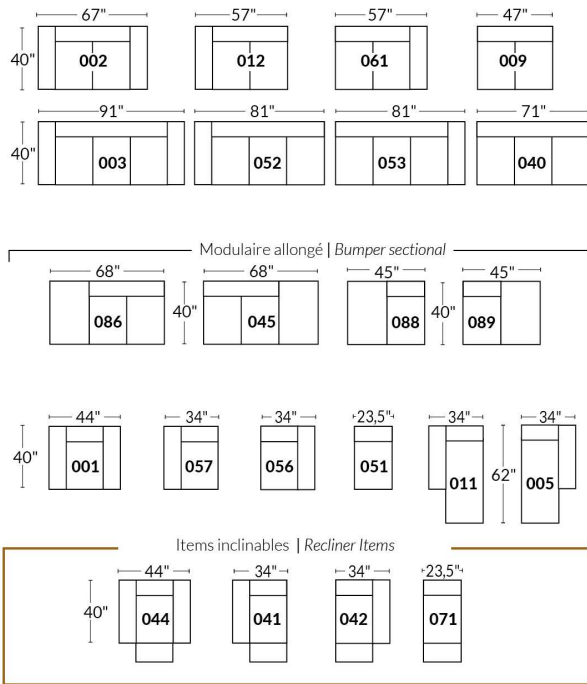 67" 57" 57" 47"
40" 002 012 061 009
91" 81" 81" 71"
40" 003 052 053 040
Modulaire allongé | Bumper sectional
68" 68" 45" 45"
086 40" 045 088 40" 089
44" 34" 34" 23,5" 34" 34"
40" 001 057 056 051 011 62" 005
Items inclinables | Recliner Items
44" 34" 34" 23,5"
40" 044 041 042 071